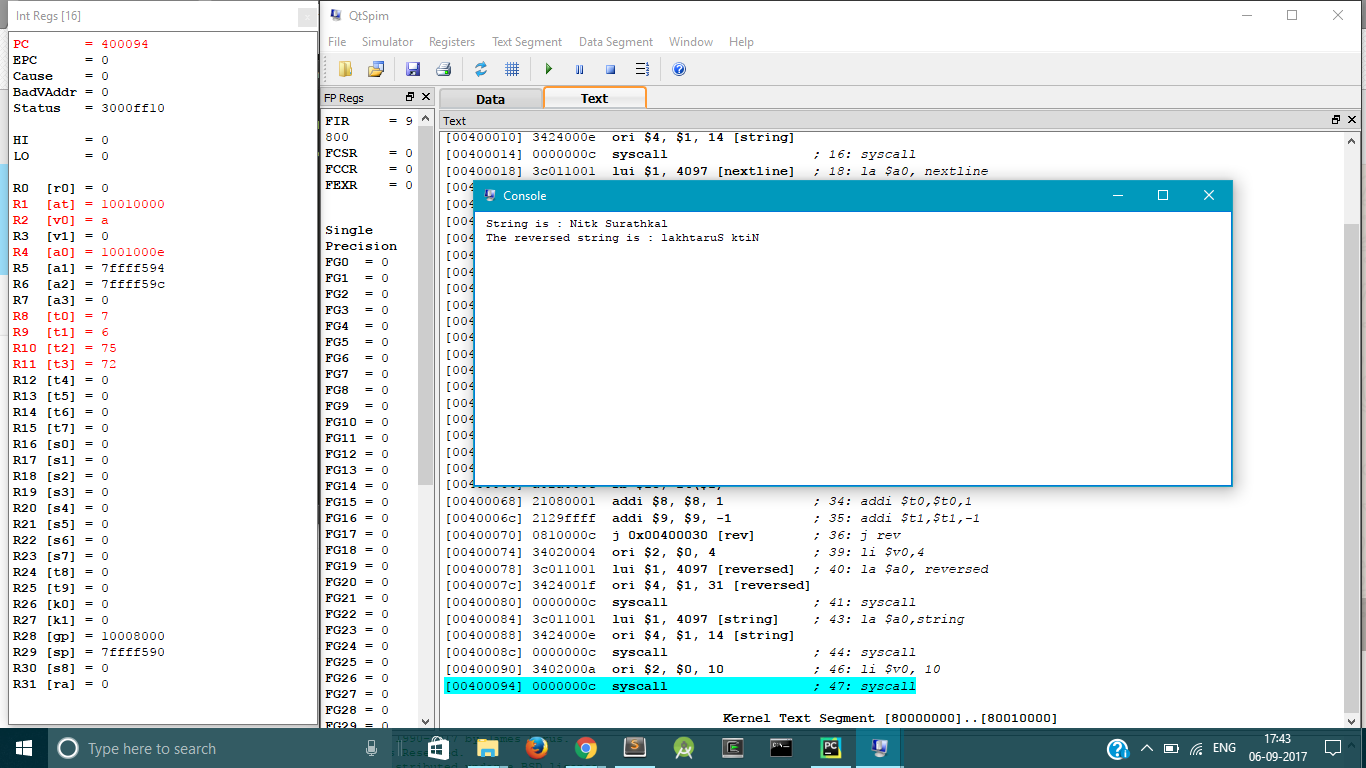 Int Regs [16]
PC = 400094
EPC = 0
Cause = 0
BadVAddr = 0
Status = 3000ff10
HI = 0
LO = 0
R0 [r0] = 0
R1 [at] = 10010000
R2 [v0] = a
R3 [v1] = 0
R4 [a0] = 1001000e
R5 [a1] = 7ffff594
R6 [a2] = 7ffff59c
R7 [a3] = 0
R8 [t0] = 7
R9 [t1] = 6
R10 [t2] = 75
R11 [t3] = 72
R12 [t4] = 0
R13 [t5] = 0
R14 [t6] = 0
R15 [t7] = 0
R16 [s0] = 0
R17 [s1] = 0
R18 [s2] = 0
R19 [s3] = 0
R20 [s4] = 0
R21 [s5] = 0
R22 [s6] = 0
R23 [s7] = 0
R24 [t8] = 0
R25 [t9] = 0
R26 [k0] = 0
R27 [k1] = 0
R28 [gp] = 10008000
R29 [sp] = 7ffff590
R30 [s8] = 0
R31 [ra] = 0
QtSpim
File Simulator Registers Text Segment Data Segment Window Help
FP Regs
FIR = 9
800
FCSR = 0
FCCR = 0
FEXR = 0
Single
Precision
FG0 = 0
FG1 = 0
FG2 = 0
FG3 = 0
FG4 = 0
FG5 = 0
FG6 = 0
FG7 = 0
FG8 = 0
FG9 = 0
FG10 = 0
FG11 = 0
FG12 = 0
FG13 = 0
FG14 = 0
FG15 = 0
FG16 = 0
FG17 = 0
FG18 = 0
FG19 = 0
FG20 = 0
FG21 = 0
FG22 = 0
FG23 = 0
FG24 = 0
FG25 = 0
FG26 = 0
FG27 = 0
FG28 = 0
FG29 = 0
Data Text
Text
[00400010] 3424000e ori $4, $1, 14 [string]
[00400014] 0000000c syscall ; 16: syscall
[00400018] 3c011001 lui $1, 4097 [nextline] ; 18: la $a0, nextline
Console
String is : Nitk Surathkal
The reversed string is : lakhtaruS ktiN
[00400068] 21080001 addi $8, $8, 1 ; 34: addi $t0,$t0,1
[0040006c] 2129ffff addi $9, $9, -1 ; 35: addi $t1,$t1,-1
[00400070] 0810000c j 0x00400030 [rev] ; 36: j rev
[00400074] 34020004 ori $2, $0, 4 ; 39: li $v0,4
[00400078] 3c011001 lui $1, 4097 [reversed] ; 40: la $a0, reversed
[0040007c] 3424001f ori $4, $1, 31 [reversed]
[00400080] 0000000c syscall ; 41: syscall
[00400084] 3c011001 lui $1, 4097 [string] ; 43: la $a0,string
[00400088] 3424000e ori $4, $1, 14 [string]
[0040008c] 0000000c syscall ; 44: syscall
[00400090] 3402000a ori $2, $0, 10 ; 46: li $v0, 10
[00400094] 0000000c syscall ; 47: syscall
Kernel Text Segment [80000000]..[80010000]
Type here to search
ENG
17:43
06-09-2017